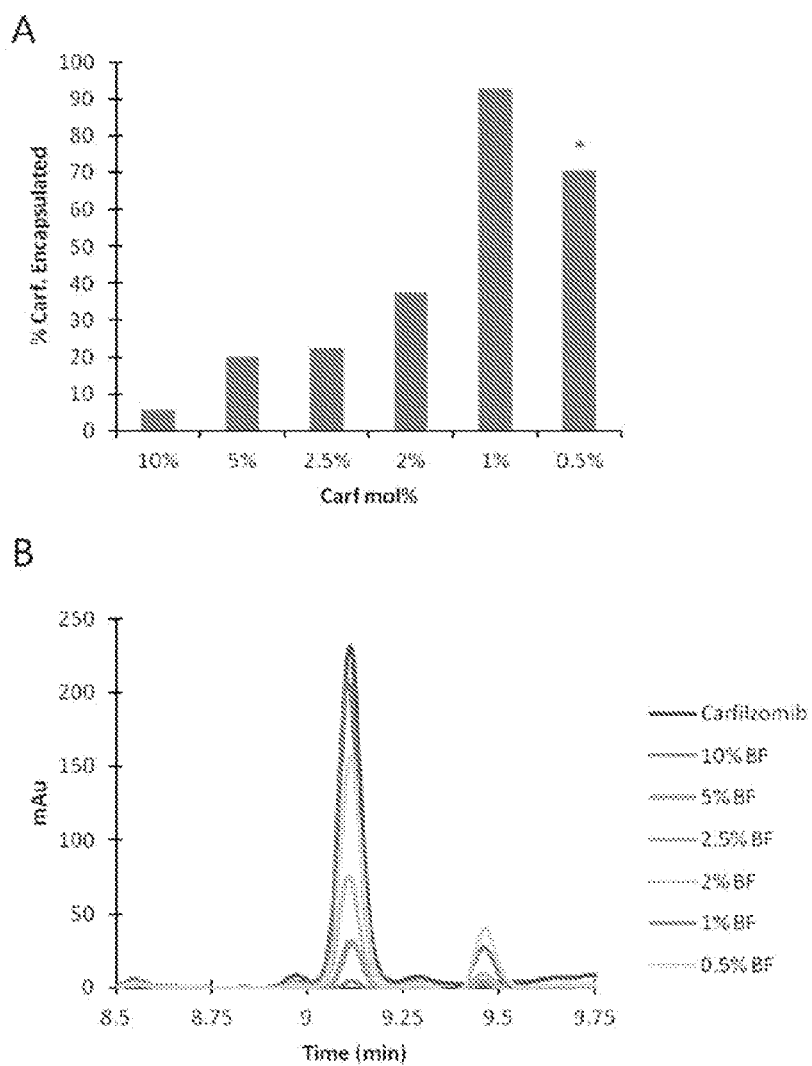 A
100
90
80
70
60
50
40
30
20
10
0
% Carf. Encapsulated
*
10% 5% 2.5% 2% 1% 0.5%
Carf mol%
B
250
200
150
100
50
0
mAu
8.5 8.75 9 9.25 9.5 9.75
Time (min)
Carfilzomib
10% BF
5% BF
2.5% BF
2% BF
1% BF
0.5% BF